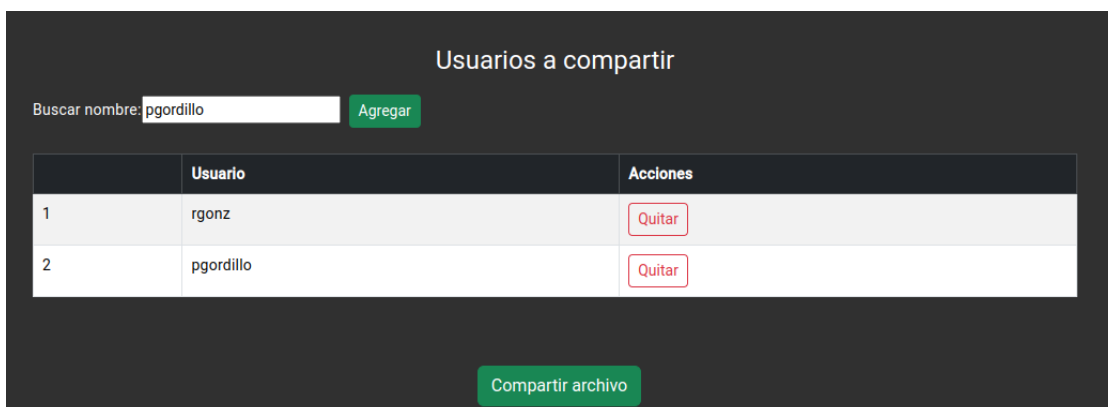 Usuarios a compartir
Buscar nombre: pgordillo Agregar
Usuario Acciones
1 rgonz Quitar
2 pgordillo Quitar
Compartir archivo